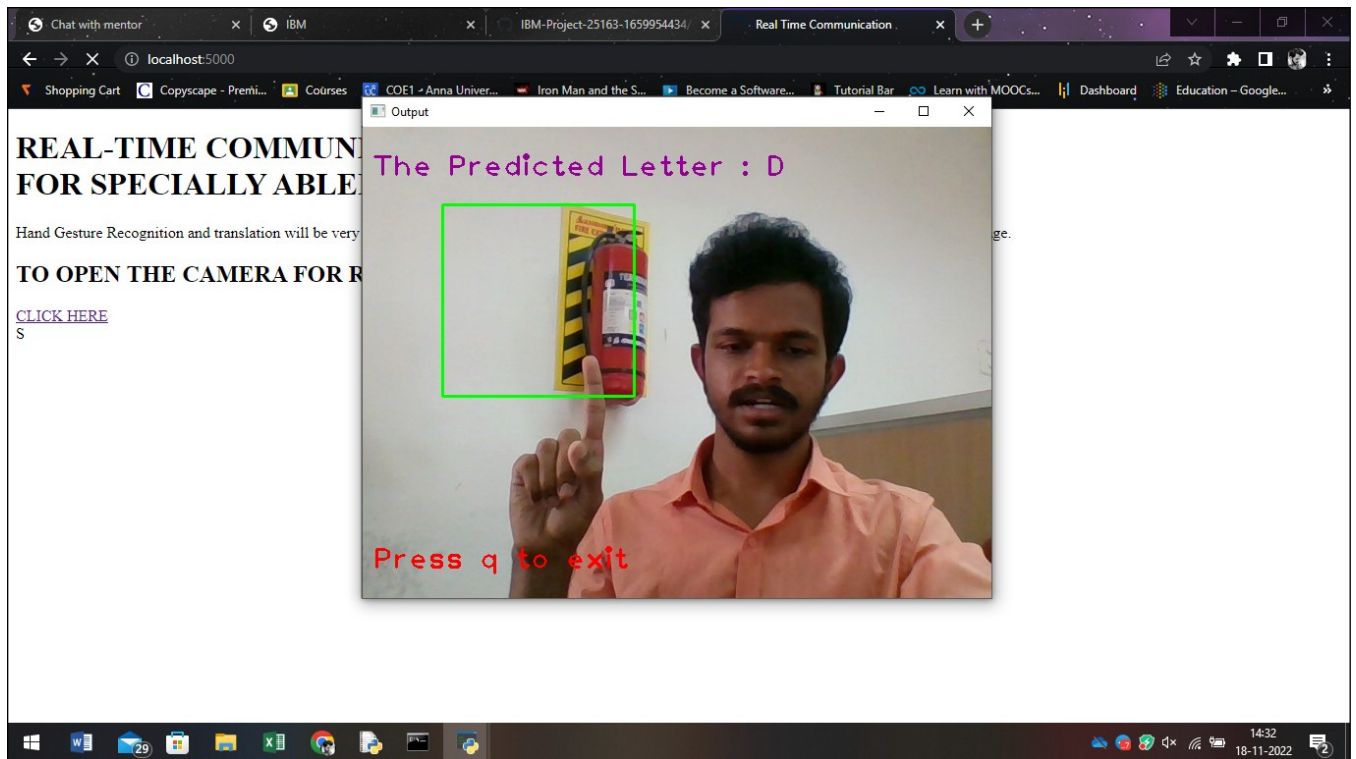 Chat with mentor
IBM
IBM-Project-25163-1659954434/
Real Time Communication
localhost:5000
Shopping Cart
Copyscape - Premi...
Courses
COE1 - Anna Univer...
Iron Man and the S...
Become a Software...
Tutorial Bar
Learn with MOOCs...
Dashboard
Education – Google...
Output
REAL-TIME COMMUN
FOR SPECIALLY ABLE
Hand Gesture Recognition and translation will be very
ge.
TO OPEN THE CAMERA FOR R
CLICK HERE
S
The Predicted Letter : D
FIRE
Press q to exit
29
14:32
18-11-2022
2